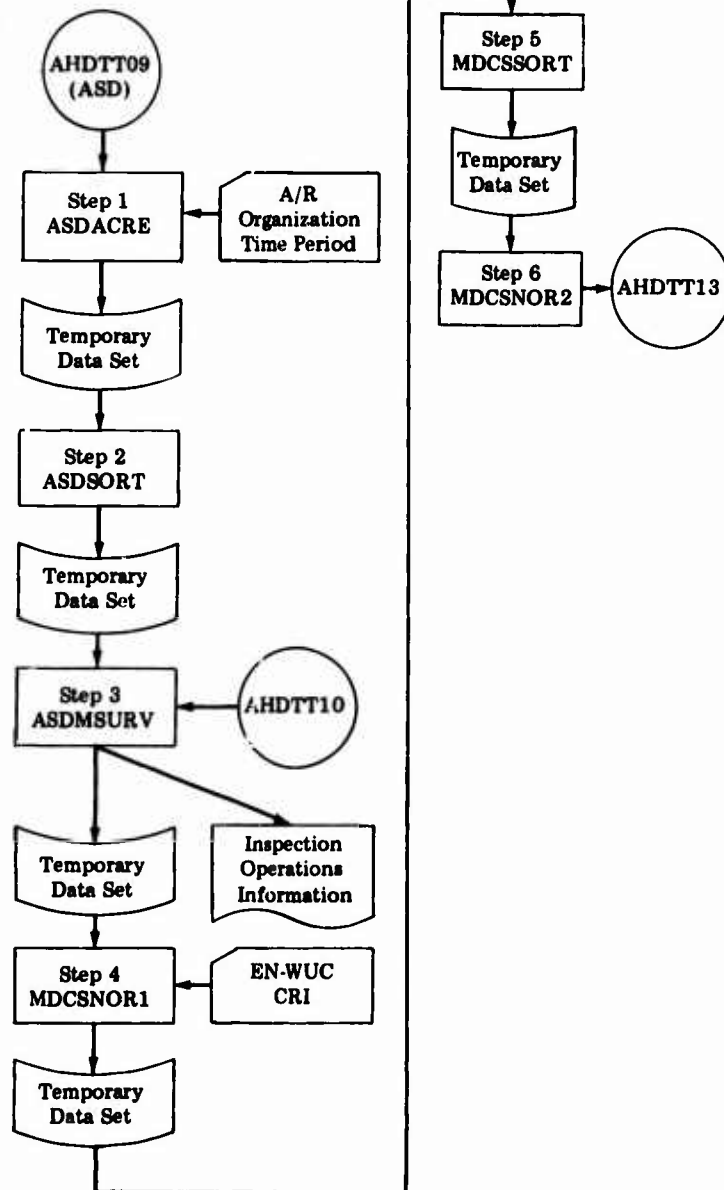 AHDTT09
(ASD)
Step 1
ASDACRE
A/R
Organization
Time Period
Temporary
Data Set
Step 2
ASDSORT
Temporary
Data Set
Step 3
ASDMSURV
AHDTT10
Temporary
Data Set
Inspection
Operations
Information
Step 4
MDCSNOR1
EN-WUC
CRI
Temporary
Data Set
Step 5
MDCSSORT
Temporary
Data Set
Step 6
MDCSNOR2
AHDTT13